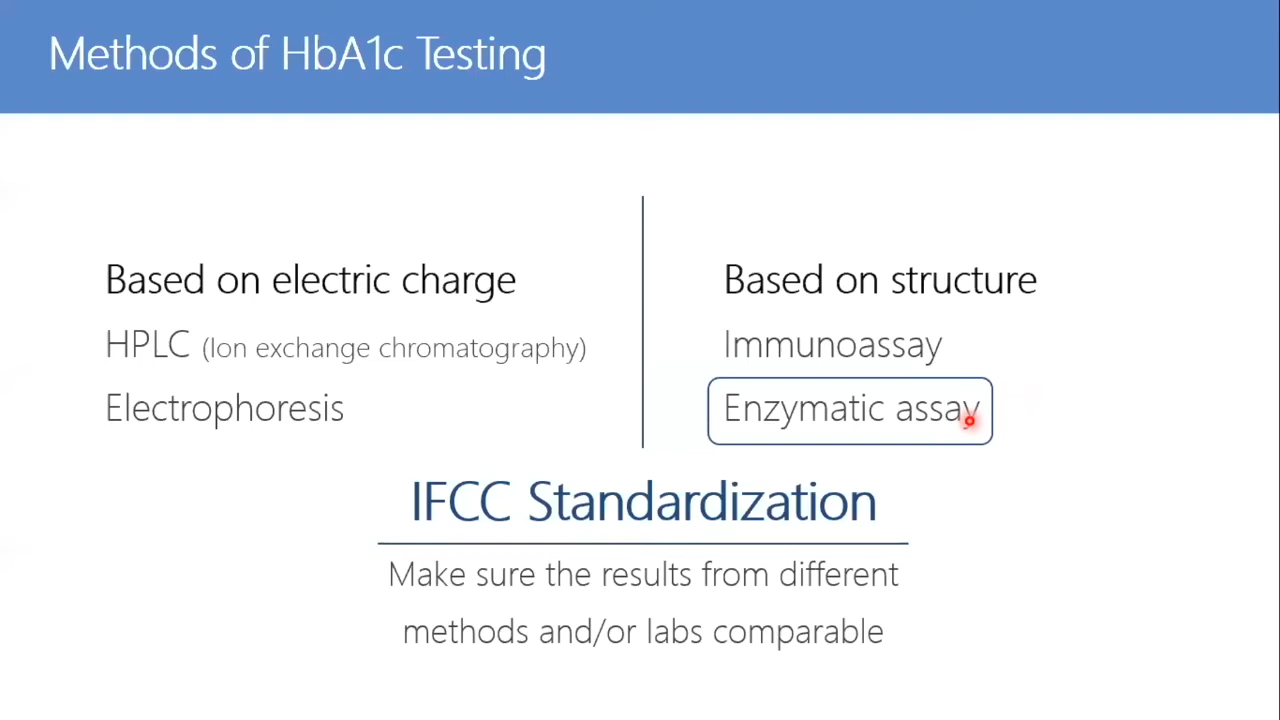 Methods of HbA1c Testing
Based on electric charge
HPLC (Ion exchange chromatography)
Electrophoresis
Based on structure
Immunoassay
Enzymatic assay
IFCC Standardization
Make sure the results from different
methods and/or labs comparable